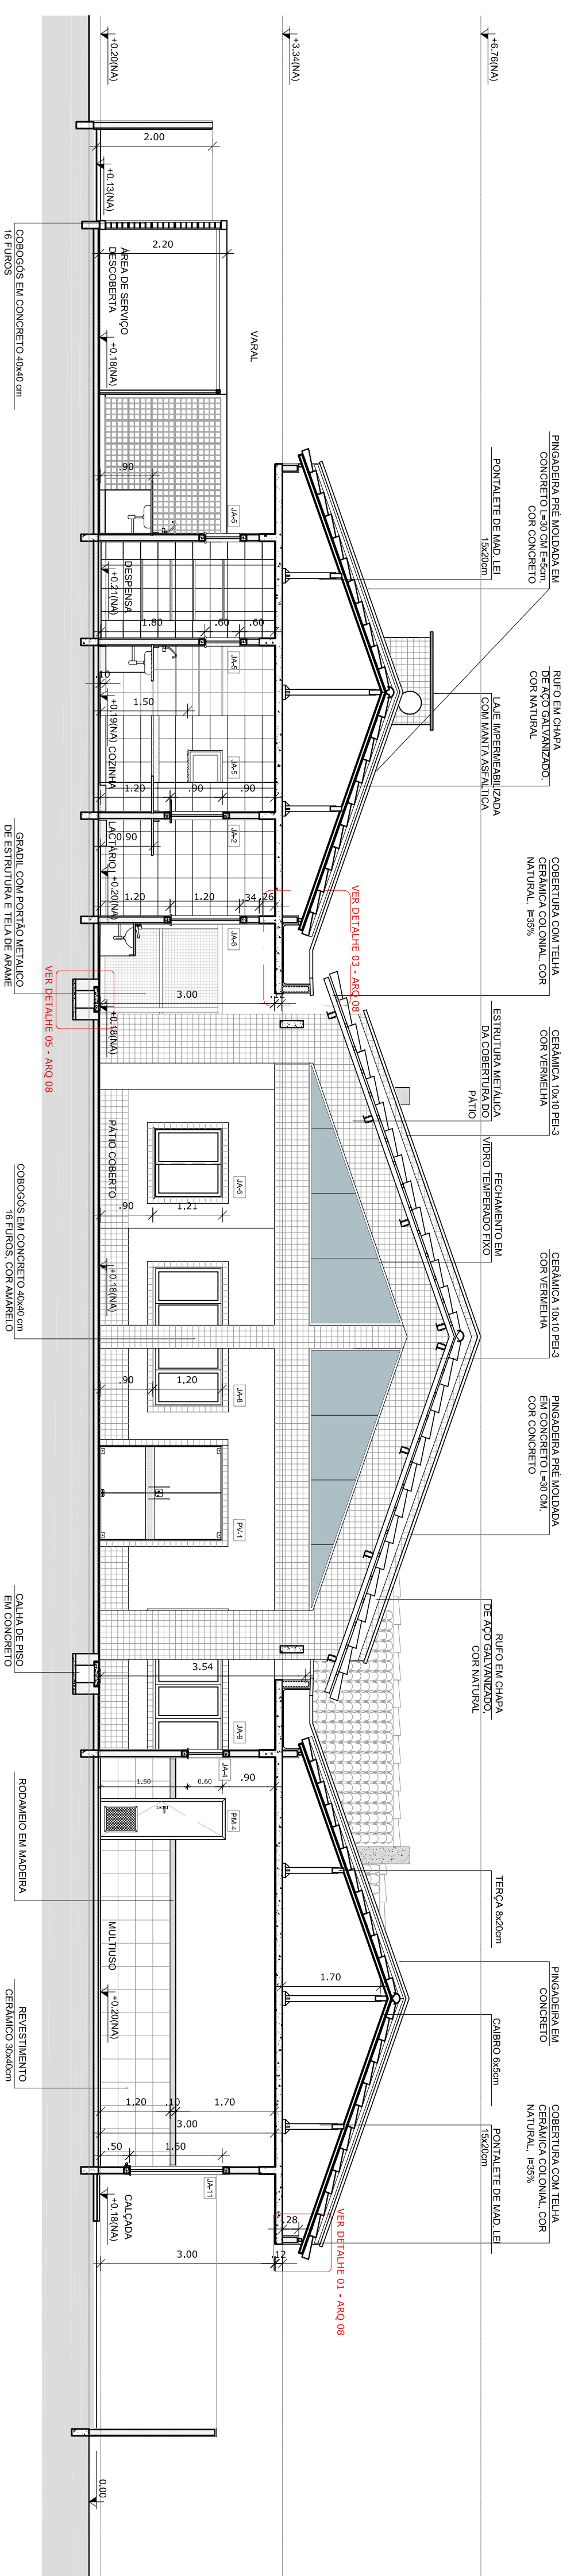 PINGADEIRA PRÉ MOLDADA EM
CONCRETO L=30 CM E=5cm,
COR CONCRETO
PONTALETE DE MAD. LEI
15x20cm
RUFO EM CHAPA
DE AÇO GALVANIZADO,
COR NATURAL
LAJE IMPERMEABILIZADA
COM MANTA ASFALTICA
COBERTURA COM TELHA
CERÂMICA COLONIAL, COR
NATURAL, i=35%
ESTRUTURA METÁLICA
DA COBERTURA DO
PÁTIO
CERÂMICA 10x10 PEI-3
COR VERMELHA
FECHAMENTO EM
VIDRO TEMPERADO FIXO
CERÂMICA 10x10 PEI-3
COR VERMELHA
PINGADEIRA PRÉ MOLDADA
EM CONCRETO L=30 CM,
COR CONCRETO
RUFO EM CHAPA
DE AÇO GALVANIZADO,
COR NATURAL
TERÇA 8x20cm
PINGADEIRA EM
CONCRETO
CAIBRO 6x5cm
COBERTURA COM TELHA
CERÂMICA COLONIAL, COR
NATURAL, i=35%
PONTALETE DE MAD. LEI
15x20cm
+6.76(NA)
+3.34(NA)
+0.20(NA)
2.00
+0.13(NA)
2.20
ÁREA DE SERVIÇO
DESCOBERTA
+0.18(NA)
VARAL
.90
JA-5
DESPENSA
+0.21(NA)
1.80
.60
.60
JA-5
.10
+0.19(NA)
COZINHA
1.50
JA-5
1.20
.90
.90
JA-2
LACTÁRIO
0.90
+0.20(NA)
1.20
1.20
.34
.26
JA-6
VER DETALHE 03 - ARQ 08
3.00
.12
+0.18(NA)
VER DETALHE 05 - ARQ 08
PÁTIO COBERTO
.90
1.21
JA-6
+0.18(NA)
.90
1.20
JA-8
PV-1
3.54
JA-9
JA-4
1.50
0.60
.90
PM-4
MULTIUSO
+0.20(NA)
1.70
1.20
.10
1.70
3.00
.50
1.60
JA-11
CALÇADA
+0.18(NA)
.28
3.00
.12
VER DETALHE 01 - ARQ 08
0.00
COBOGÓS EM CONCRETO 40x40 cm
16 FUROS
GRADIL COM PORTÃO METALICO
DE ESTRUTURA E TELA DE ARAME
COBOGÓS EM CONCRETO 40x40 cm
16 FUROS, COR AMARELO
CALHA DE PISO
EM CONCRETO
RODAMEIO EM MADEIRA
REVESTIMENTO
CERÂMICO 30x40cm